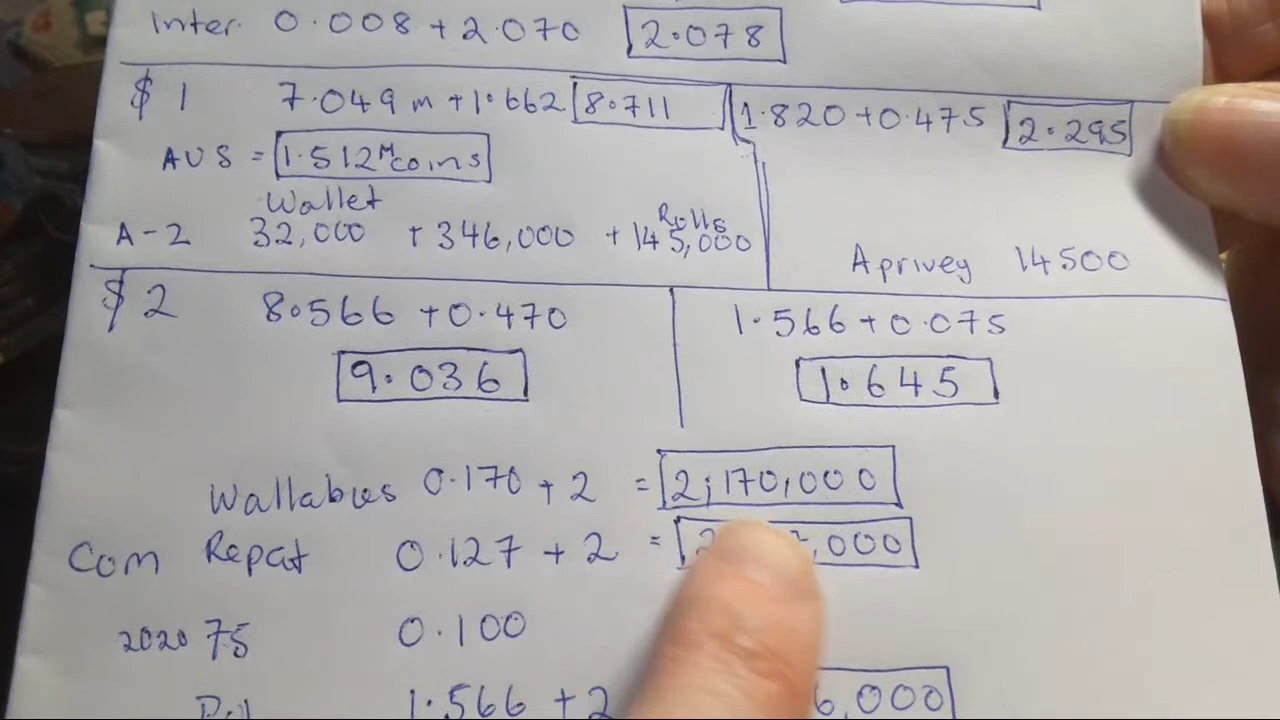 Inter. 0.008 + 2.070 2.078
$ 1 7.049 m + 1.662 8.711 1.820 + 0.475 2.295
AUS = 1.512 M coins
Wallet
A-2 32,000 + 346,000 + 145,000 Rolls
Aprivey 14500
$ 2 8.566 + 0.470 1.566 + 0.075
9.036 1.645
0.170 + 2 = 2,170,000
Com Repat 0.127 + 2 = 000
2020 75 0.100
1.566 + 2 6,000